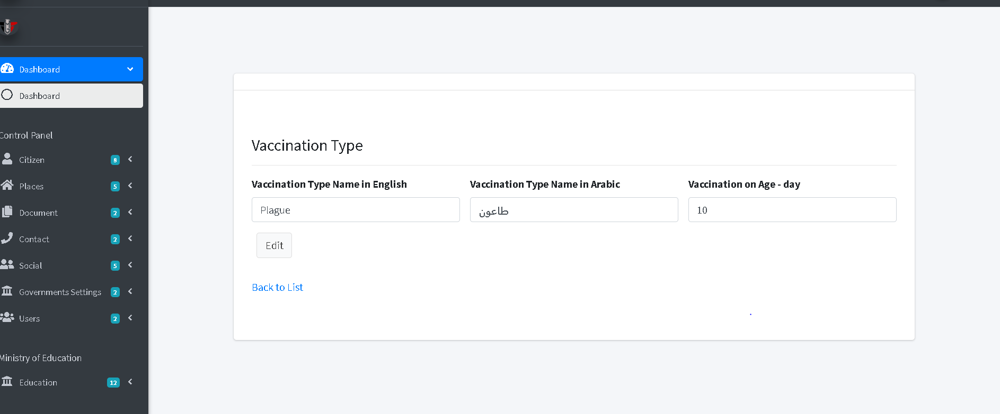 Dashboard
Dashboard
Control Panel
Citizen 8
Places 5
Document 2
Contact 2
Social 5
Governments Settings 2
Users 2
Ministry of Education
Education 12
Vaccination Type
Vaccination Type Name in English
Plague
Vaccination Type Name in Arabic
طاعون
Vaccination on Age - day
10
Edit
Back to List